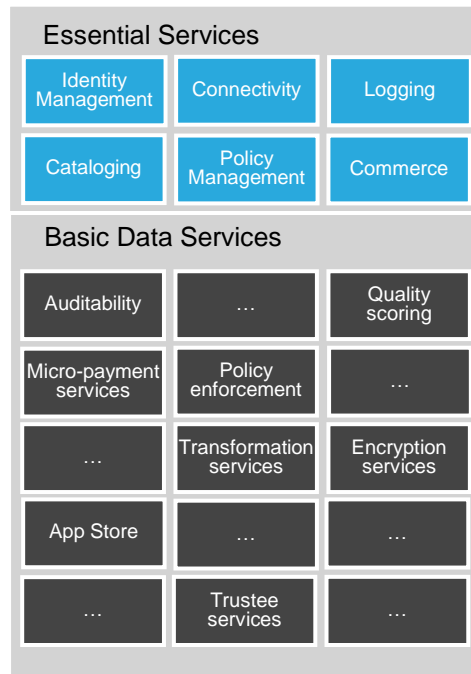 Essential Services
Identity
Management
Connectivity
Logging
Cataloging
Policy
Management
Commerce
Basic Data Services
Auditability
…
Quality
scoring
Micro-payment
services
Policy
enforcement
…
…
Transformation
services
Encryption
services
App Store
…
…
…
Trustee
services
…